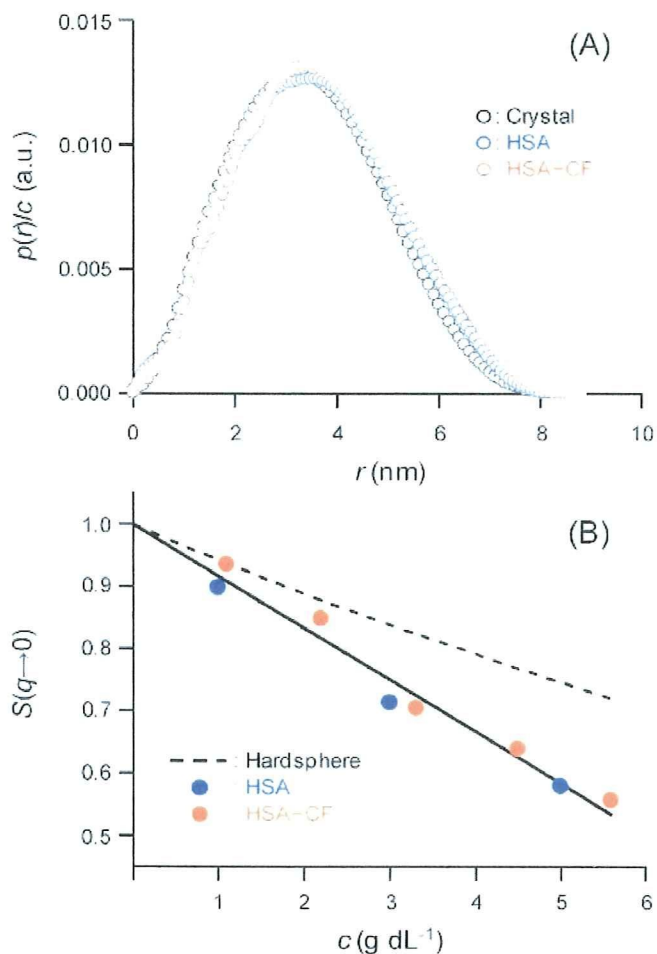 0.015
0.010
0.005
0.000
p(r)/c (a.u.)
(A)
○: Crystal
○: HSA
○: HSA-CF
0 2 4 6 8 10
r (nm)
1.0
0.9
0.8
0.7
0.6
0.5
S(q→0)
(B)
: Hardsphere
: HSA
: HSA-CF
1 2 3 4 5 6
c (g dL⁻¹)